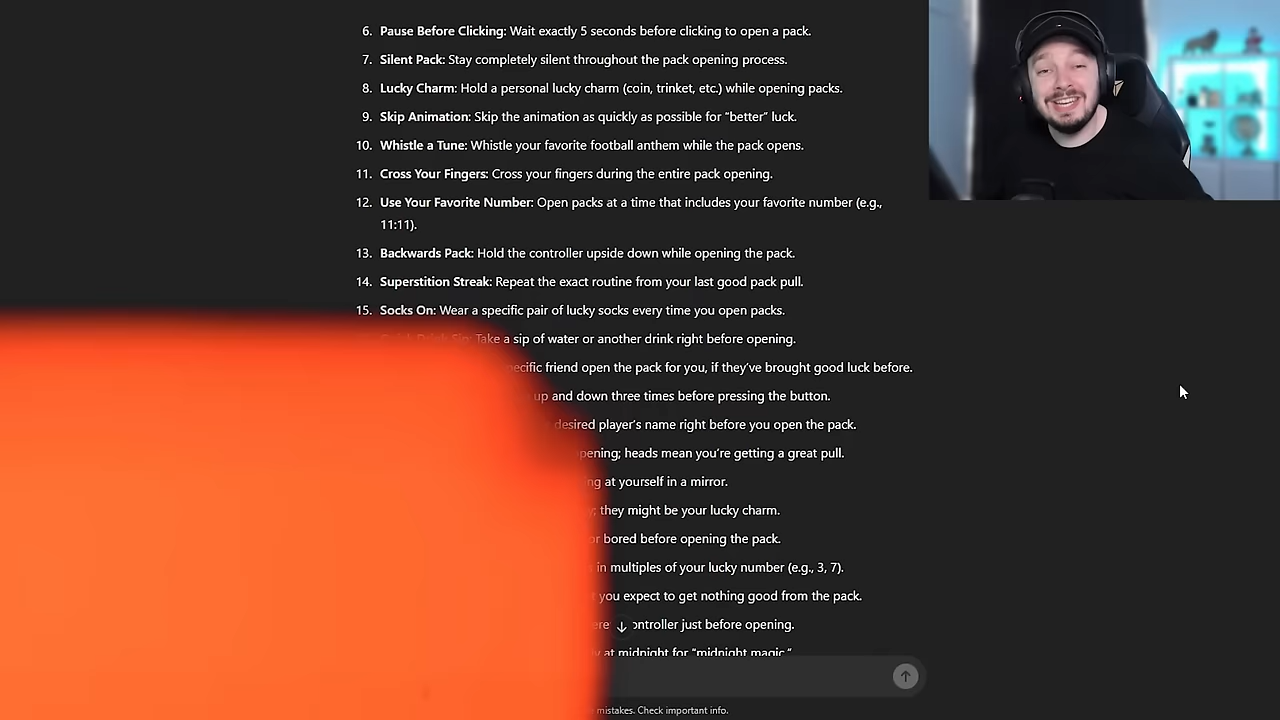 6. Pause Before Clicking: Wait exactly 5 seconds before clicking to open a pack.
7. Silent Pack: Stay completely silent throughout the pack opening process.
8. Lucky Charm: Hold a personal lucky charm (coin, trinket, etc.) while opening packs.
9. Skip Animation: Skip the animation as quickly as possible for “better” luck.
10. Whistle a Tune: Whistle your favorite football anthem while the pack opens.
11. Cross Your Fingers: Cross your fingers during the entire pack opening.
12. Use Your Favorite Number: Open packs at a time that includes your favorite number (e.g.,
11:11).
13. Backwards Pack: Hold the controller upside down while opening the pack.
14. Superstition Streak: Repeat the exact routine from your last good pack pull.
15. Socks On: Wear a specific pair of lucky socks every time you open packs.
Quick Drink Sip: Take a sip of water or another drink right before opening.
friend open the pack for you, if they’ve brought good luck before.
up and down three times before pressing the button.
desired player’s name right before you open the pack.
heads mean you’re getting a great pull.
at yourself in a mirror.
they might be your lucky charm.
or bored before opening the pack.
in multiples of your lucky number (e.g., 3, 7).
you expect to get nothing good from the pack.
controller just before opening.
at midnight for “midnight magic.”
mistakes. Check important info.